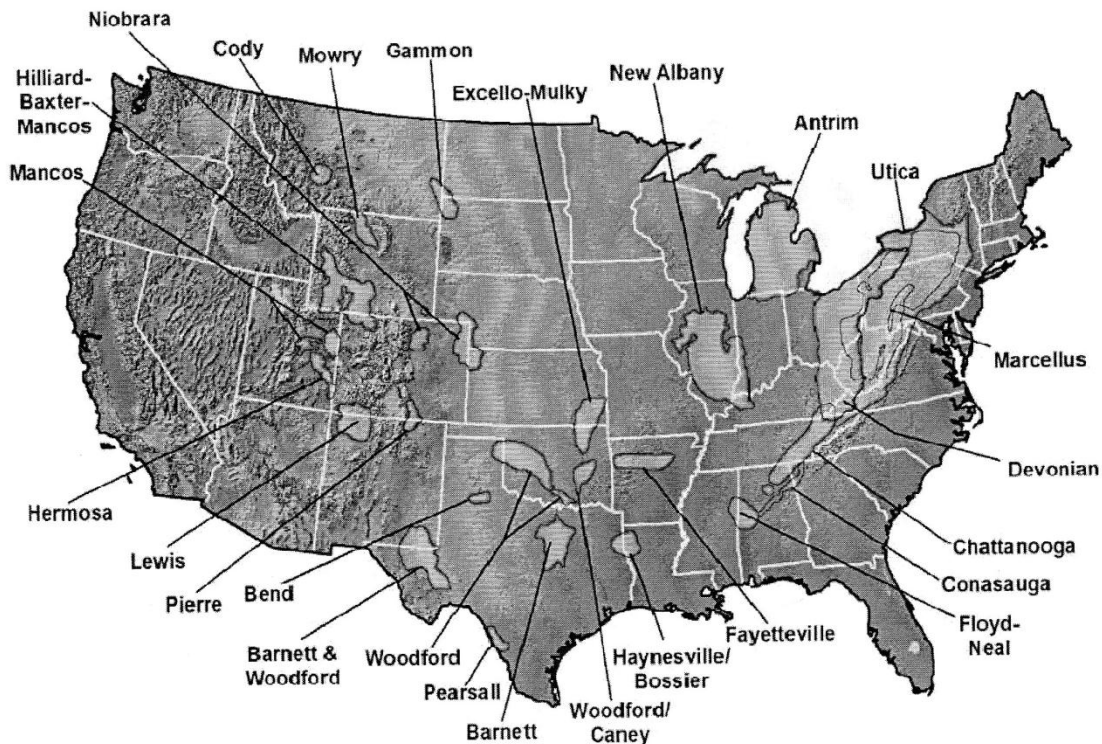 Niobrara
Cody
Mowry
Gammon
Hilliard-
Baxter-
Mancos
New Albany
Excello-Mulky
Antrim
Mancos
Utica
Marcellus
Devonian
Hermosa
Lewis
Pierre
Bend
Chattanooga
Conasauga
Fayetteville
Floyd-
Neal
Barnett &
Woodford
Woodford
Pearsall
Barnett
Haynesville/
Bossier
Woodford/
Caney